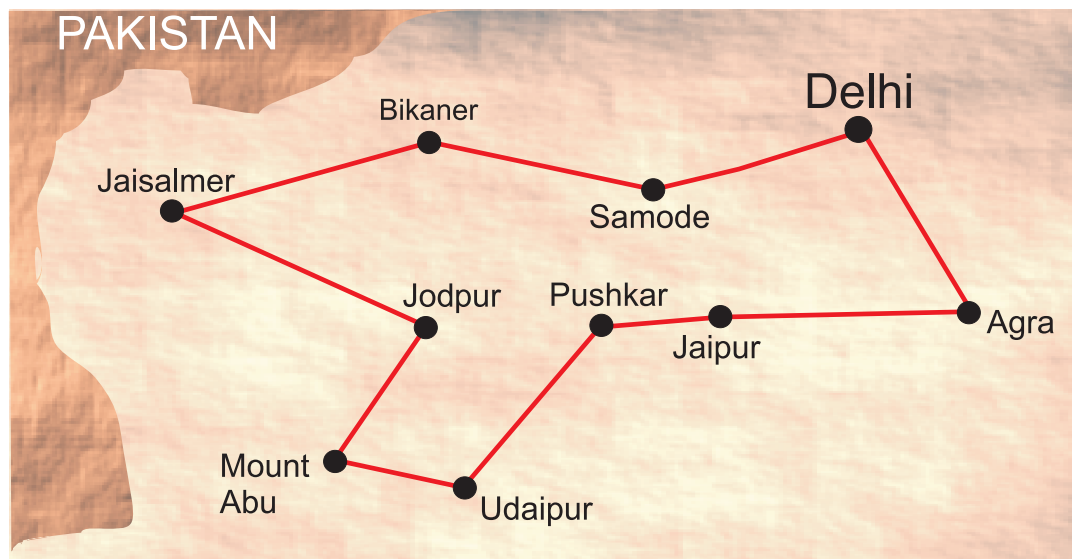 PAKISTAN
Delhi
Bikaner
Jaisalmer
Samode
Jodpur
Pushkar
Jaipur
Agra
Mount
Abu
Udaipur